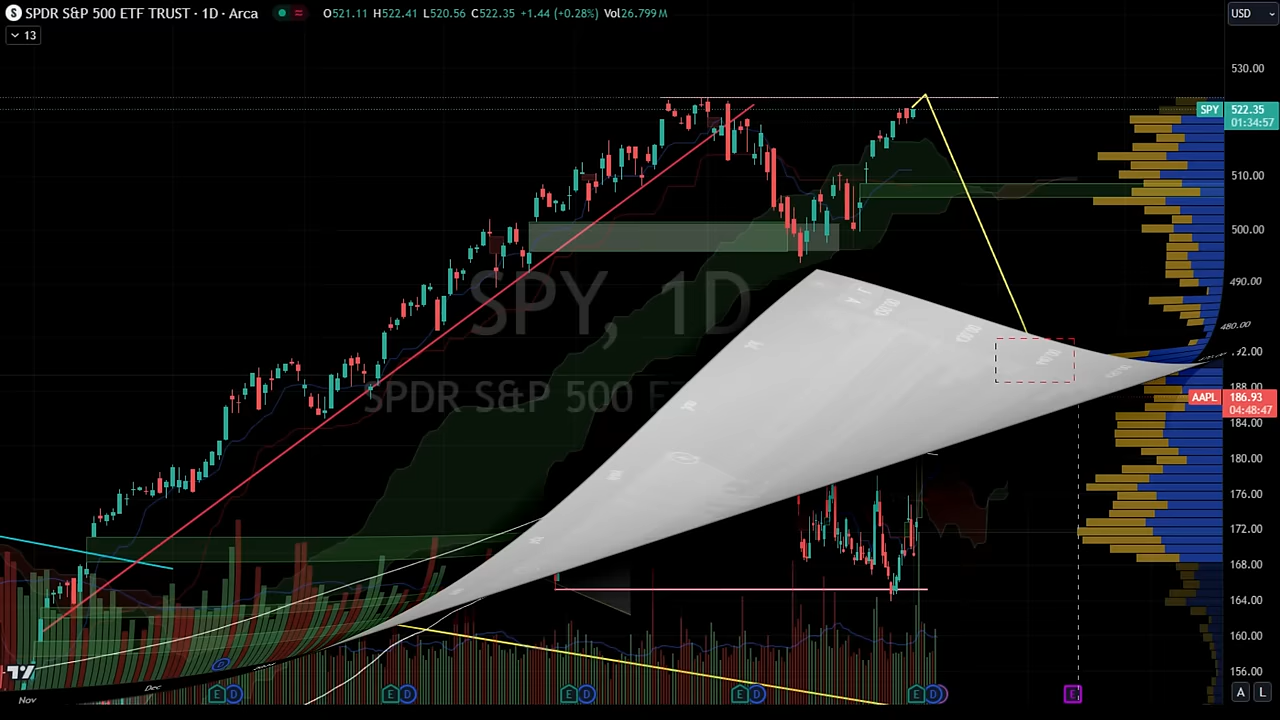 SPDR S&P 500 ETF TRUST · 1D · Arca O521.11 H522.41 L520.56 C522.35 +1.44 (+0.28%) Vol26.799 M
USD
13
530.00
SPY 522.35
01:34:57
510.00
500.00
490.00
480.00
SPY, 1D
SPDR S&P 500 E
188.00
AAPL 186.93
04:48:47
184.00
180.00
176.00
172.00
168.00
164.00
160.00
156.00
E D E D E D E D E D E
A L
Nov Dec